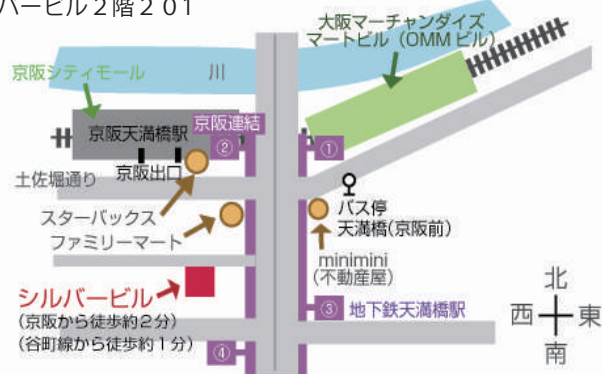 バービル2階201
大阪マーチャンダイズ
マートビル(OMMビル)
京阪シティモール
川
京阪連結
京阪天満橋駅
②
①
京阪出口
土佐堀通り
スターバックス
バス停
天満橋(京阪前)
ファミリーマート
minimini
(不動産屋)
シルバービル
(京阪から徒歩約2分)
(谷町線から徒歩約1分)
③
地下鉄天満橋駅
④
北
西
東
南